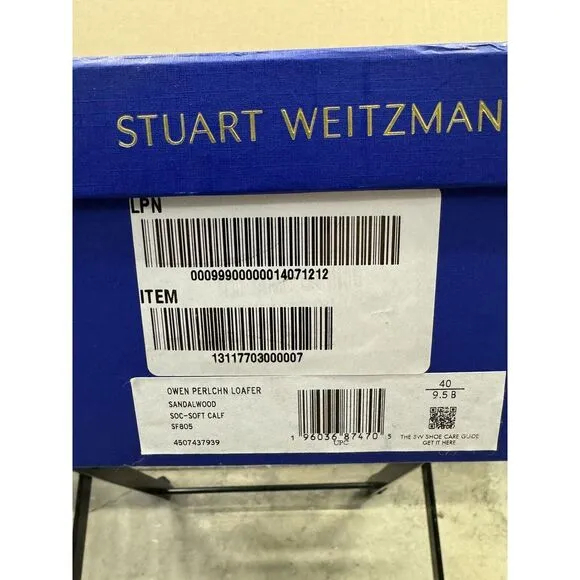 STUART WEITZMAN
LPN
00099900000014071212
ITEM
13117703000007
OWEN PERLCHN LOAFER
SANDALWOOD
SOC-SOFT CALF
SF805
4507437939
1 96036 87470 5
UPC
40
9.5 B
THE SW SHOE CARE GUIDE
GET IT HERE